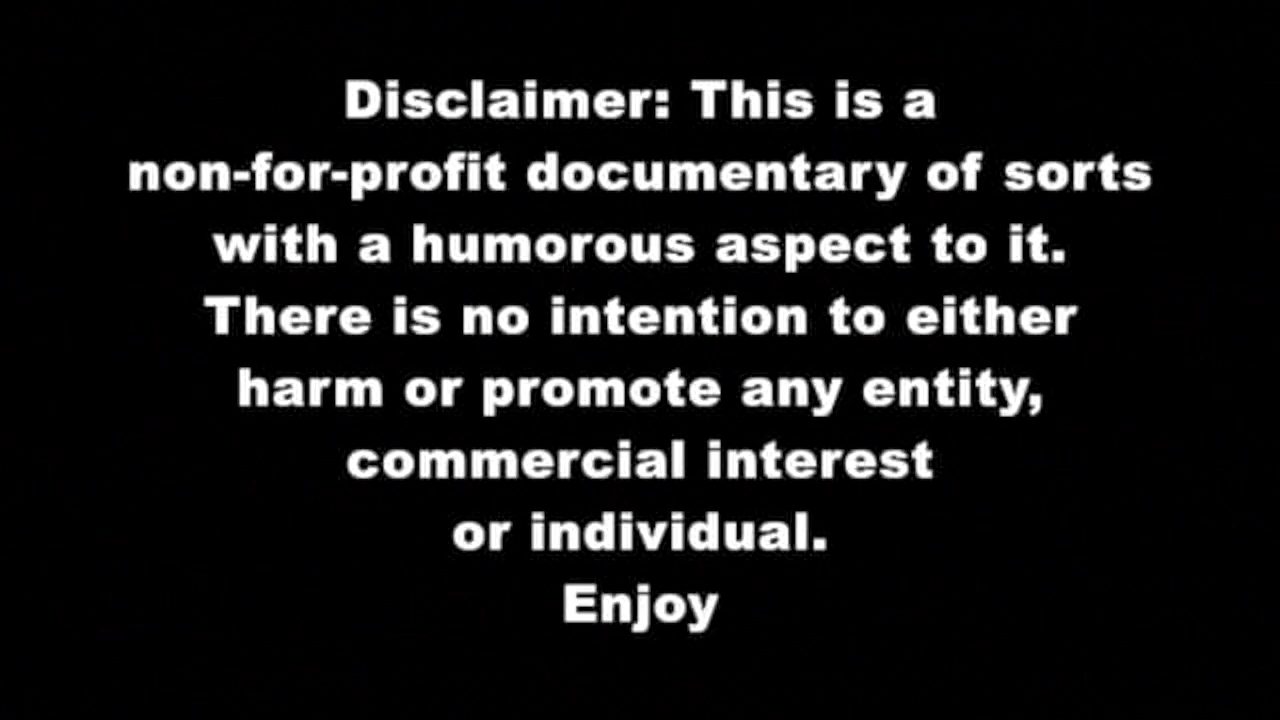 Disclaimer: This is a
non-for-profit documentary of sorts
with a humorous aspect to it.
There is no intention to either
harm or promote any entity,
commercial interest
or individual.
Enjoy